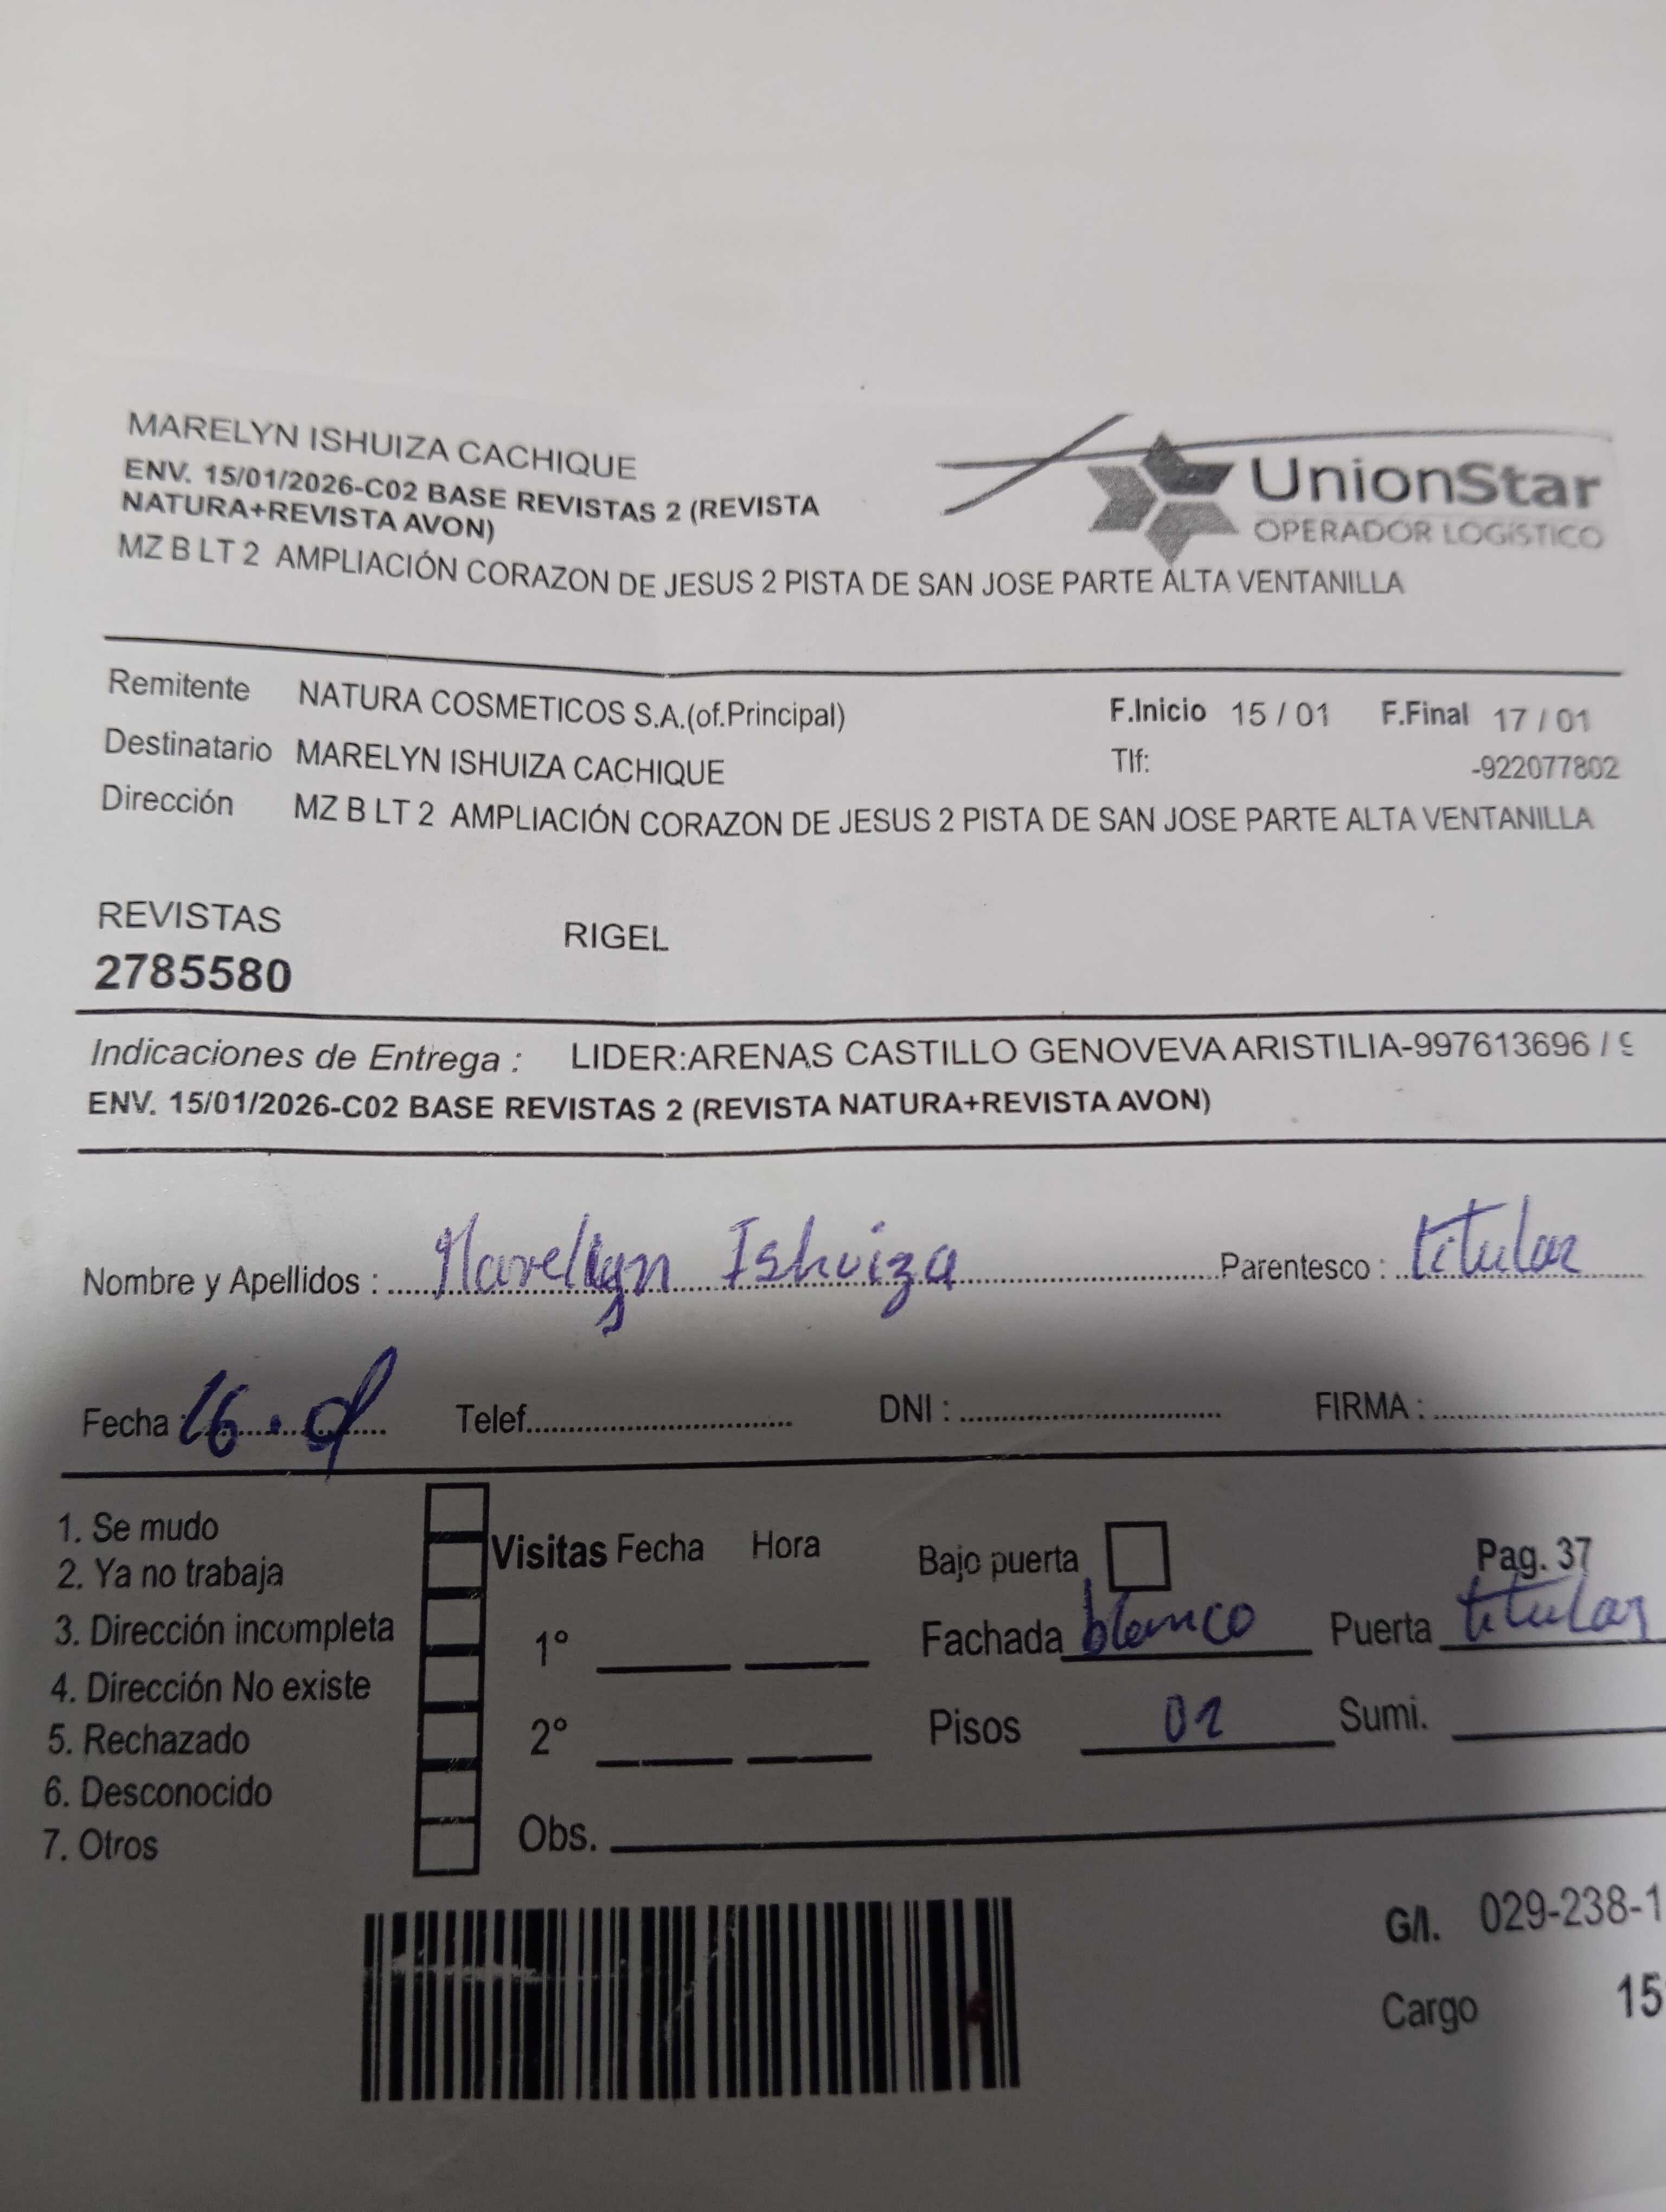 MARELYN ISHUIZA CACHIQUE
ENV. 15/01/2026-C02 BASE REVISTAS 2 (REVISTA
NATURA+REVISTA AVON)
MZ B LT 2 AMPLIACIÓN CORAZON DE JESUS 2 PISTA DE SAN JOSE PARTE ALTA VENTANILLA
UnionStar
OPERADOR LOGÍSTICO
Remitente NATURA COSMETICOS S.A.(of.Principal) F.Inicio 15 / 01 F.Final 17 / 01
Destinatario MARELYN ISHUIZA CACHIQUE Tlf: -922077802
Dirección MZ B LT 2 AMPLIACIÓN CORAZON DE JESUS 2 PISTA DE SAN JOSE PARTE ALTA VENTANILLA
REVISTAS RIGEL
2785580
Indicaciones de Entrega : LIDER:ARENAS CASTILLO GENOVEVA ARISTILIA-997613696 / 9
ENV. 15/01/2026-C02 BASE REVISTAS 2 (REVISTA NATURA+REVISTA AVON)
Nombre y Apellidos : Marellyn Ishuiza Parentesco : titular
Fecha : 16 Telef. DNI : FIRMA :
1. Se mudo
2. Ya no trabaja
3. Dirección incompleta
4. Dirección No existe
5. Rechazado
6. Desconocido
7. Otros
Visitas Fecha Hora
1°
2°
Obs.
Bajo puerta Pag. 37
Fachada blanco Puerta titular
Pisos 01 Sumi.
G/I. 029-238-1
Cargo 15